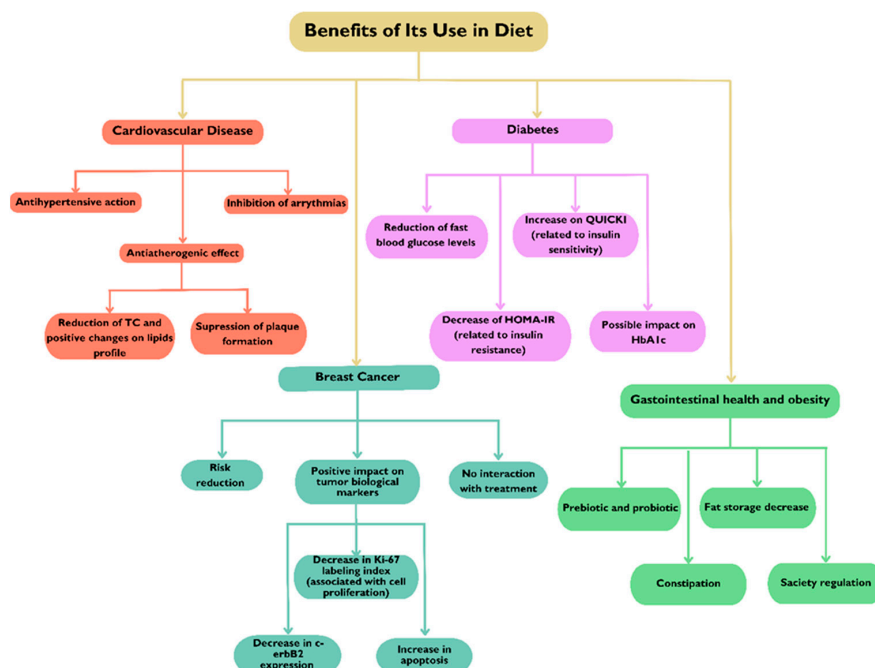 Benefits of Its Use in Diet
Cardiovascular Disease
Antihypertensive action
Inhibition of arrythmias
Antiatherogenic effect
Reduction of TC and
positive changes on lipids
profile
Supression of plaque
formation
Diabetes
Reduction of fast
blood glucose levels
Increase on QUICKI
(related to insulin
sensitivity)
Decrease of HOMA-IR
(related to insulin
resistance)
Possible impact on
HbA1c
Breast Cancer
Risk
reduction
Positive impact on
tumor biological
markers
No interaction
with treatment
Decrease in Ki-67
labeling index
(associated with cell
proliferation)
Decrease in c-
erbB2
expression
Increase in
apoptosis
Gastointestinal health and obesity
Prebiotic and probiotic
Fat storage decrease
Constipation
Saciety regulation